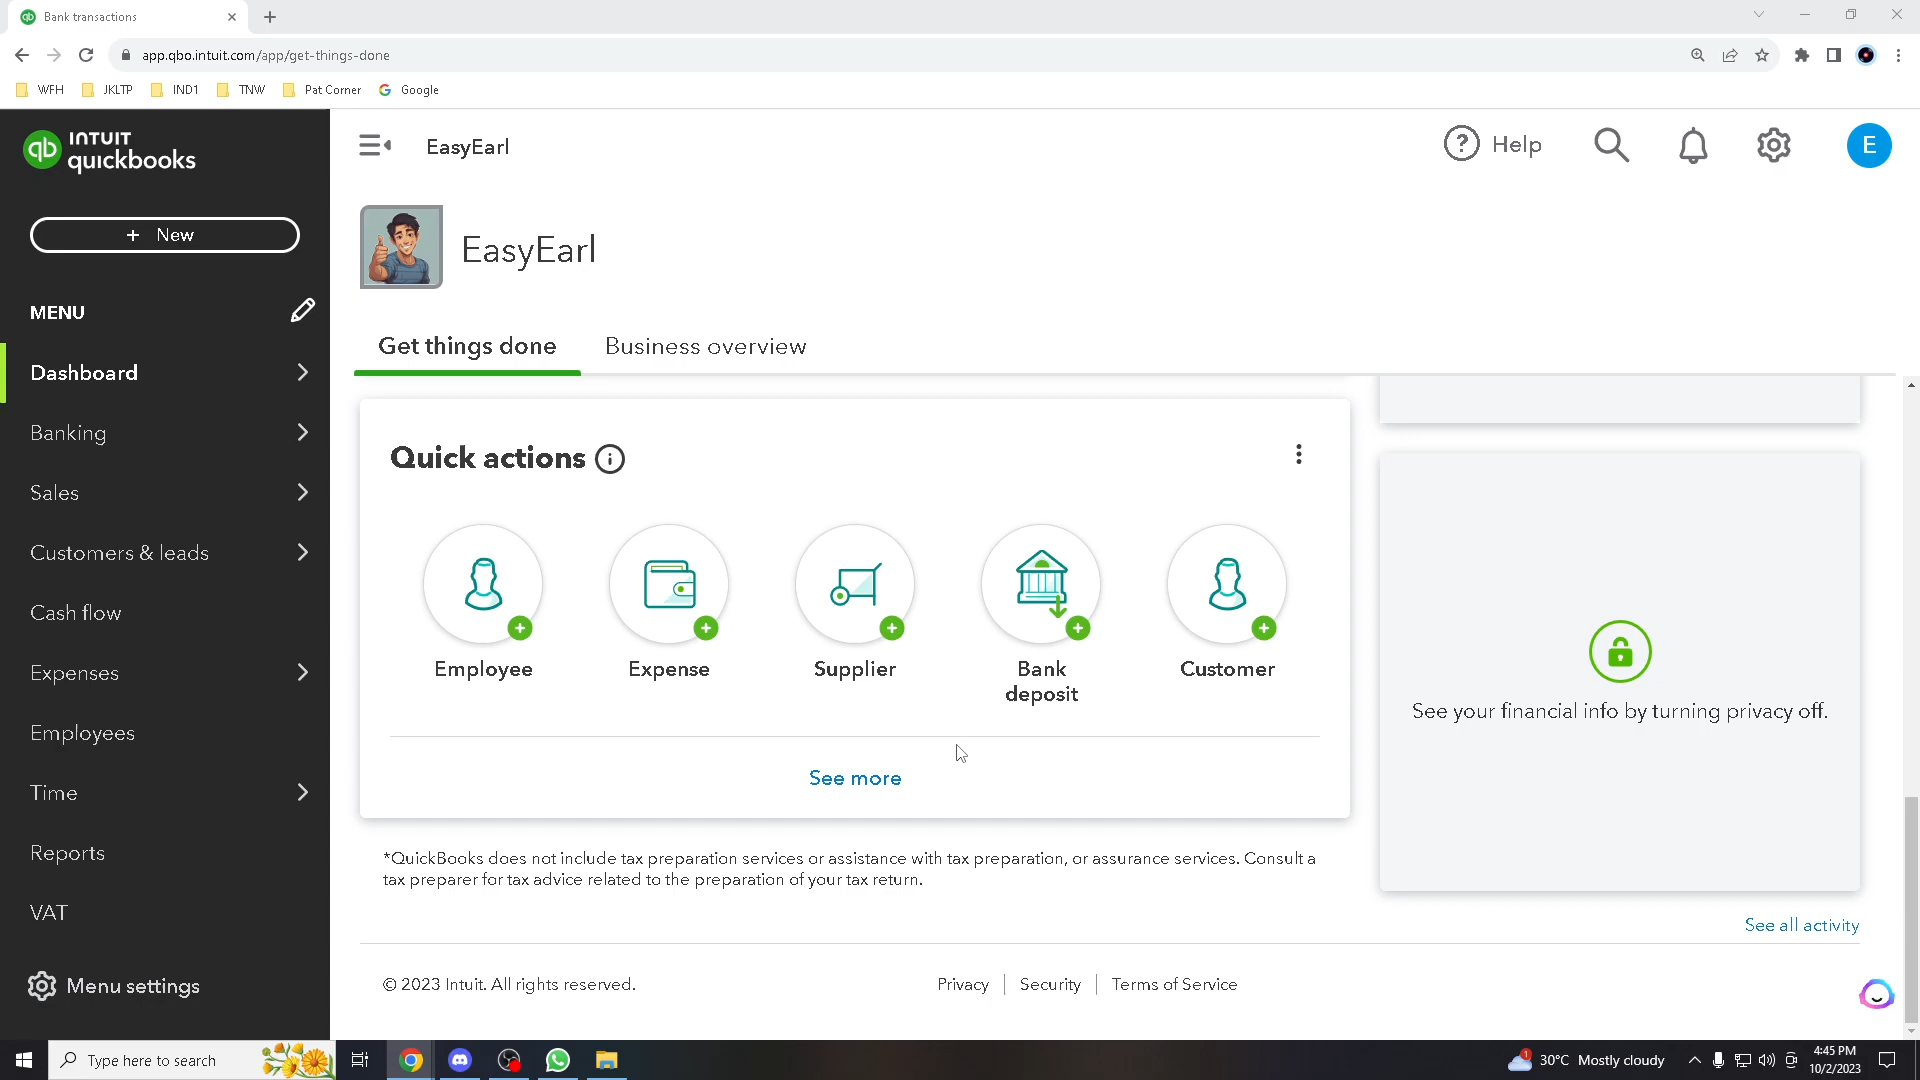 Bank transactions
app.qbo.intuit.com/app/get-things-done
WFH JKLTP IND1 TNW Pat Corner Google
INTUIT
quickbooks
EasyEarl
Help
E
+ New
EasyEarl
MENU
Get things done Business overview
Dashboard
Banking
Sales
Customers & leads
Cash flow
Expenses
Employees
Time
Reports
VAT
Menu settings
Quick actions
Employee Expense Supplier Bank deposit Customer
See more
See your financial info by turning privacy off.
*QuickBooks does not include tax preparation services or assistance with tax preparation, or assurance services. Consult a
tax preparer for tax advice related to the preparation of your tax return.
See all activity
© 2023 Intuit. All rights reserved.
Privacy Security Terms of Service
Type here to search
1
30°C Mostly cloudy
4:45 PM
10/2/2023